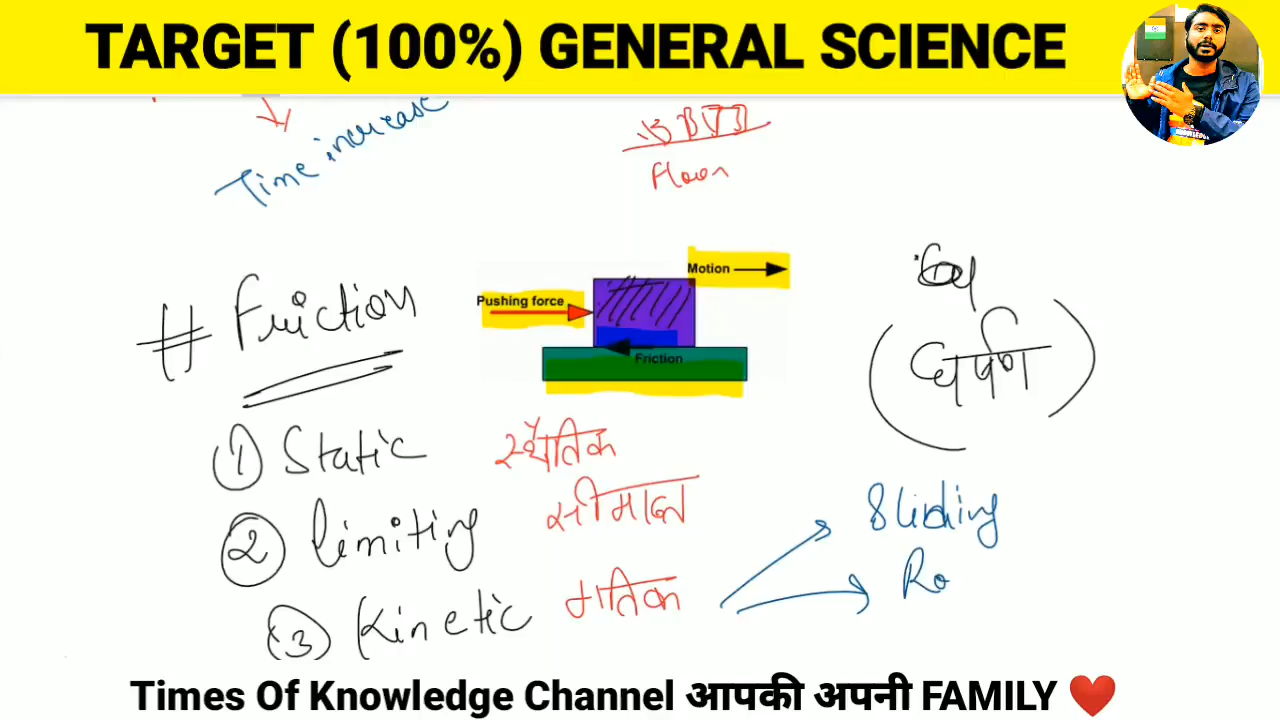 TARGET (100%) GENERAL SCIENCE
Time increase
Floor
Motion
Pushing force
Friction
# Friction
(घर्षण)
① Static स्थैतिक
② limiting सीमान्त
③ Kinetic गतिक
Sliding
Ro
Times Of Knowledge Channel आपकी अपनी FAMILY ❤️